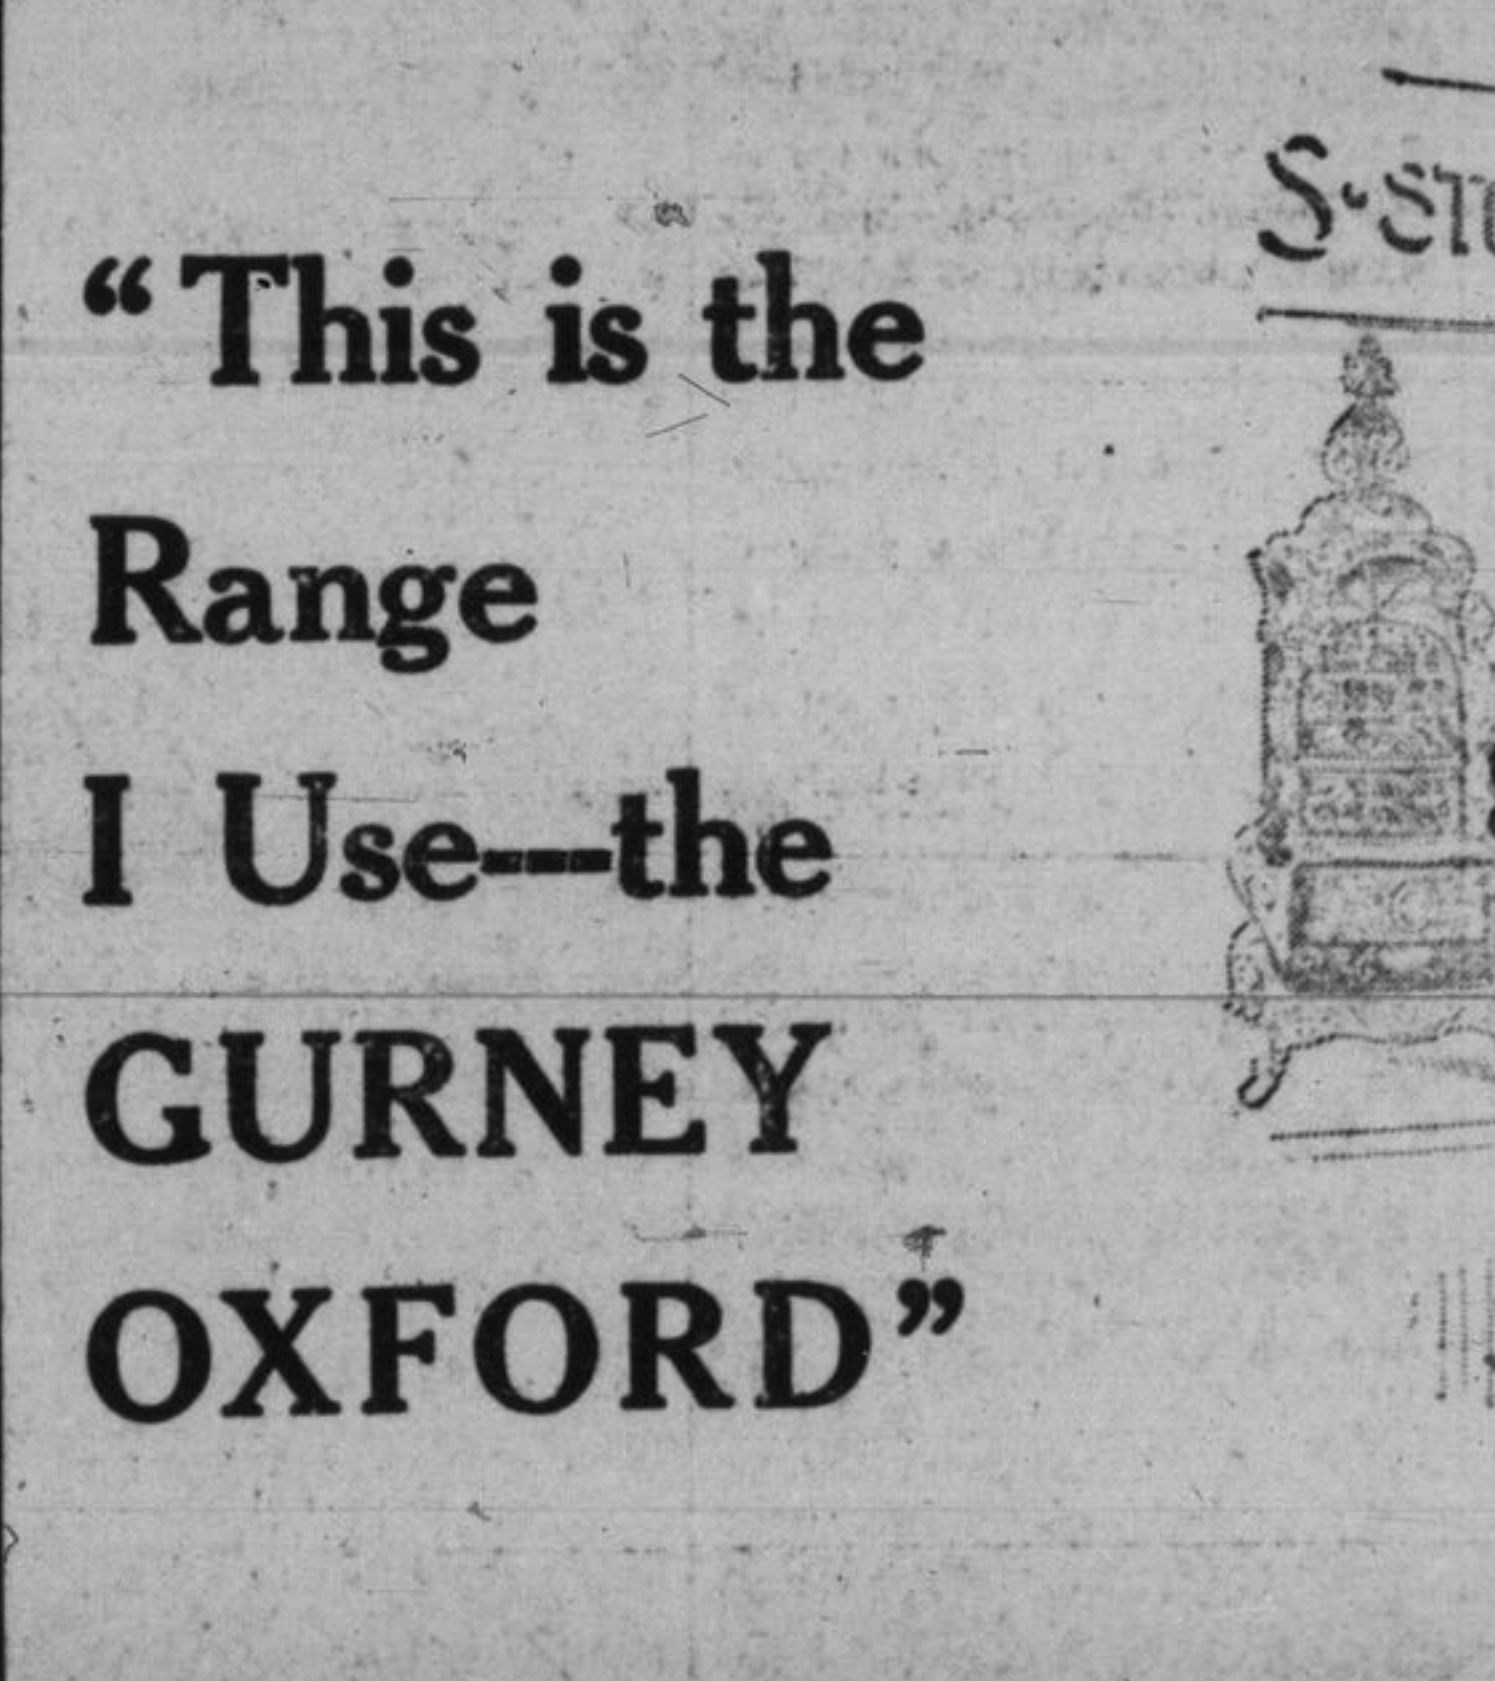 “This is the
Range
I Use---the
GURNEY
OXFORD”